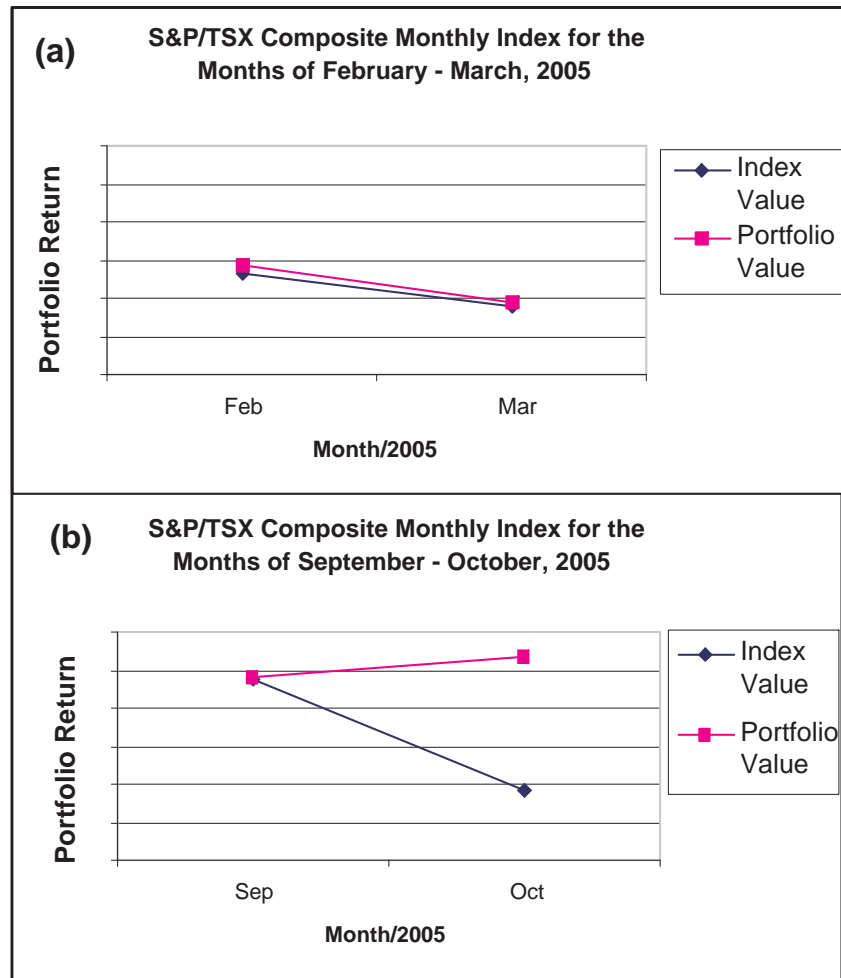 (a)
S&P/TSX Composite Monthly Index for the
Months of February - March, 2005
Portfolio Return
Index
Value
Portfolio
Value
Feb
Mar
Month/2005
(b)
S&P/TSX Composite Monthly Index for the
Months of September - October, 2005
Portfolio Return
Index
Value
Portfolio
Value
Sep
Oct
Month/2005